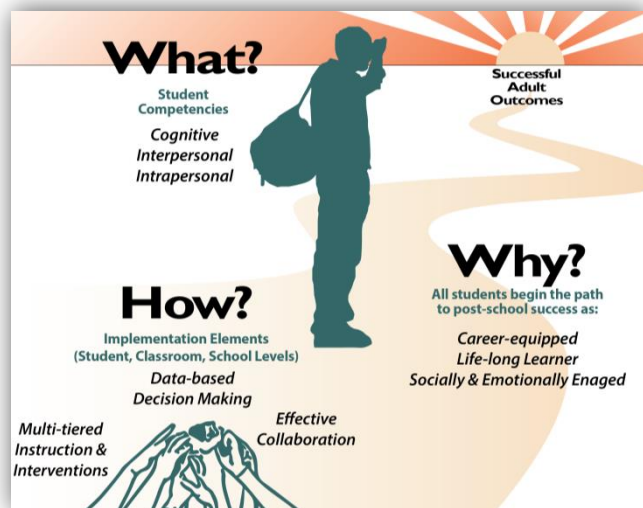 What?
Student
Competencies
Cognitive
Interpersonal
Intrapersonal
Successful
Adult
Outcomes
Why?
All students begin the path
to post-school success as:
Career-equipped
Life-long Learner
Socially & Emotionally Enaged
How?
Implementation Elements
(Student, Classroom, School Levels)
Data-based
Decision Making
Effective
Collaboration
Multi-tiered
Instruction &
Interventions